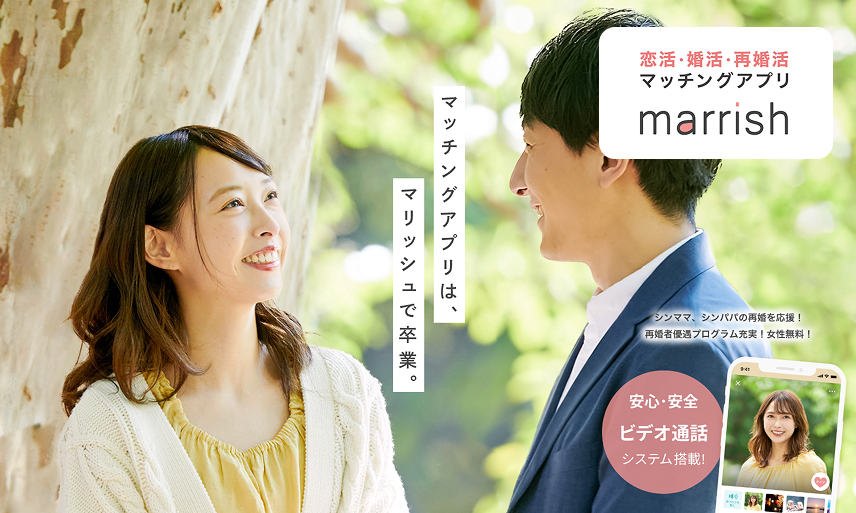 恋活・婚活・再婚活
マッチングアプリ
marrish
マッチングアプリは、
マリッシュで卒業。
シンママ、シンパパの再婚を応援！
再婚者優遇プログラム充実！女性無料！
安心・安全
ビデオ通話
システム搭載!
9:41